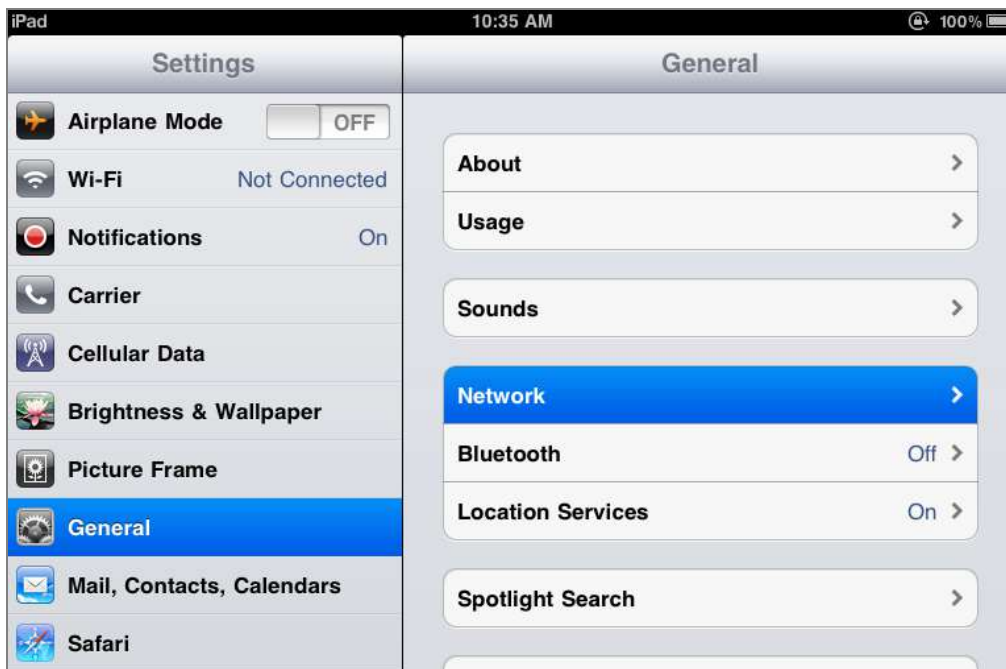 iPad 10:35 AM 100%
Settings
Airplane Mode OFF
Wi-Fi Not Connected
Notifications On
Carrier
Cellular Data
Brightness & Wallpaper
Picture Frame
General
Mail, Contacts, Calendars
Safari
General
About
Usage
Sounds
Network
Bluetooth Off
Location Services On
Spotlight Search